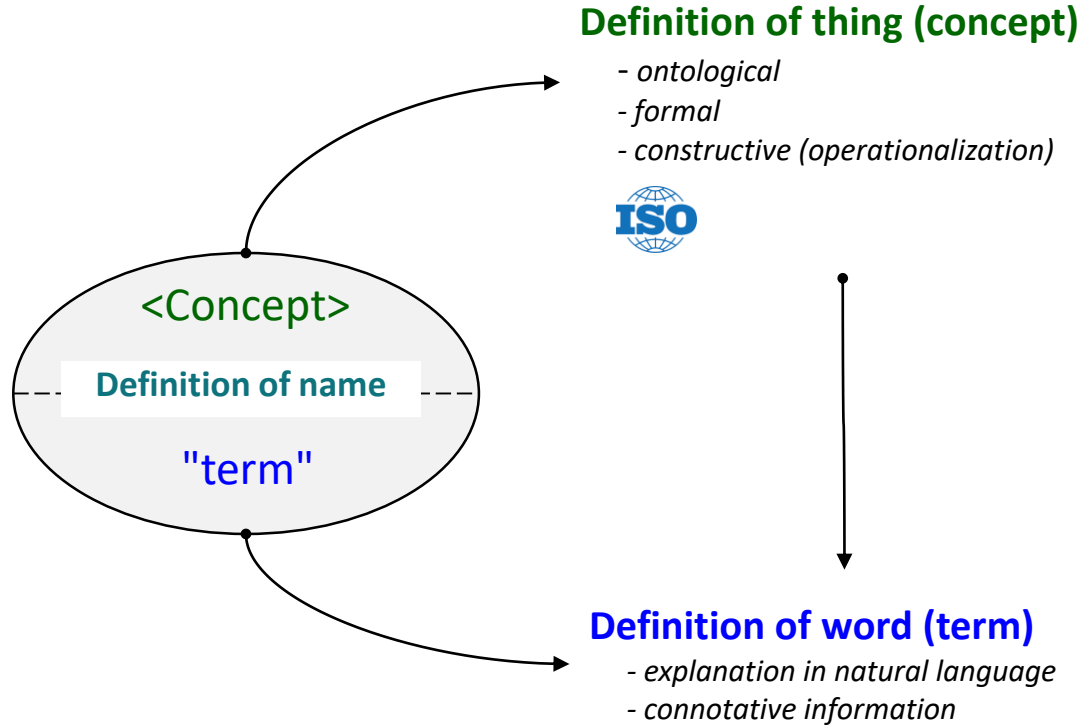 Definition of thing (concept)
- ontological
- formal
- constructive (operationalization)
ISO
<Concept>
Definition of name
"term"
Definition of word (term)
- explanation in natural language
- connotative information